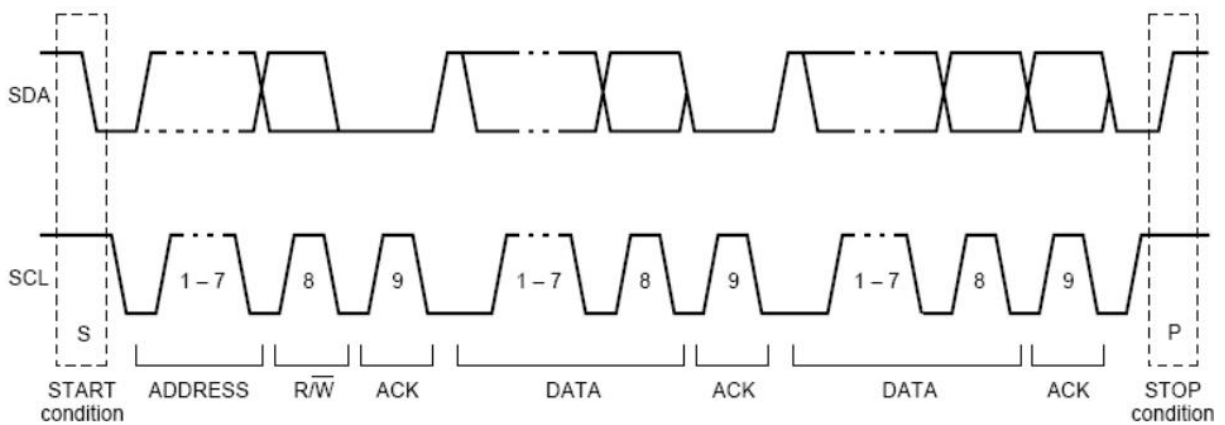 SDA
SCL
1 – 7
8
9
1 – 7
8
9
1 – 7
8
9
S
P
START
condition
ADDRESS
R/W̅
ACK
DATA
ACK
DATA
ACK
STOP
condition